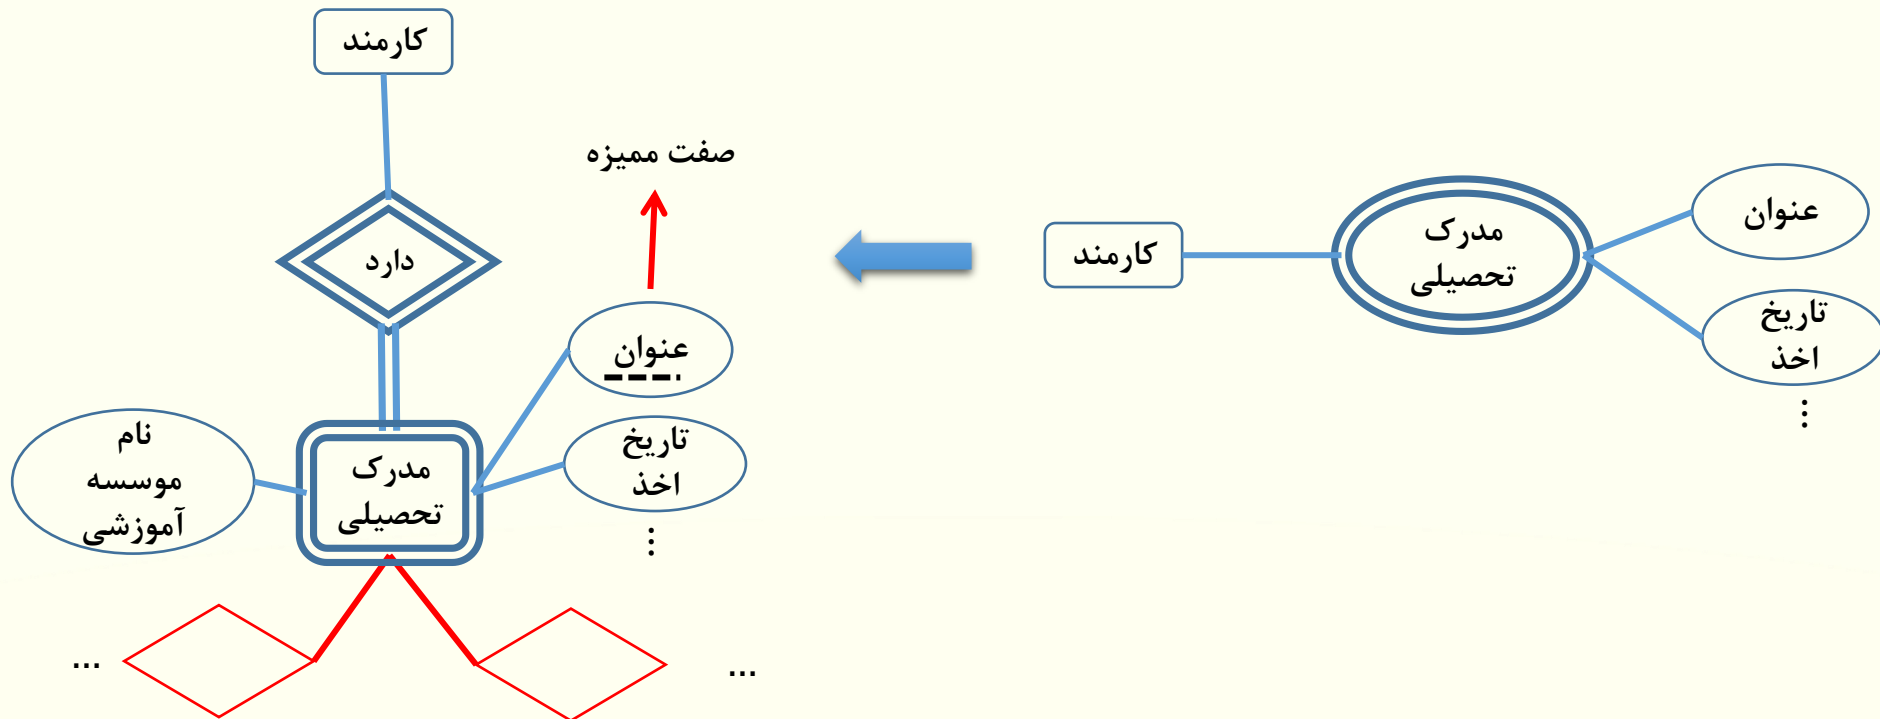 کارمند
صفت ممیزه
دارد
عنوان
تاریخ
اخذ
...
مدرک
تحصیلی
نام
موسسه
آموزشی
...
...
کارمند
مدرک
تحصیلی
عنوان
تاریخ
اخذ
...